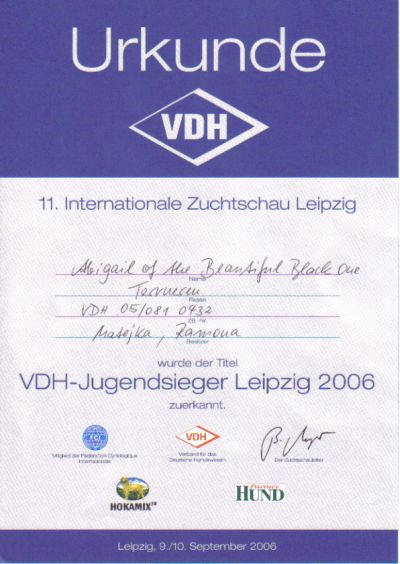 Urkunde
VDH
11. Internationale Zuchtschau Leipzig
Abigail of the Beautiful Black One
Name
Rasse
VDH 05/081 0432
ZB.-Nr.
Matejka, Ramona
Besitzer
wurde der Titel
VDH-Jugendsieger Leipzig 2006
zuerkannt.
FCI
VDH
Mitglied der Fédération Cynologique
Internationale
Verband für das
Deutsche Hundewesen
Der Zuchtschauleiter
HOKAMIX
Partner
HUND
Leipzig, 9./10. September 2006